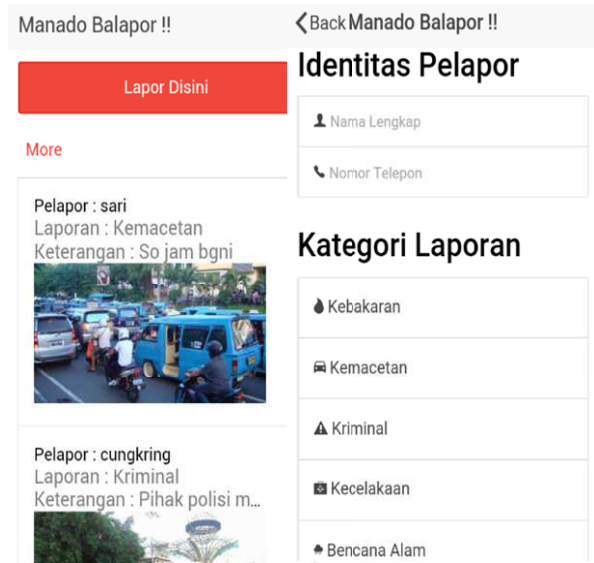 Manado Balapor !!
Lapor Disini
More
Pelapor : sari
Laporan : Kemacetan
Keterangan : So jam bgni
Pelapor : cungkring
Laporan : Kriminal
Keterangan : Pihak polisi m...
Back Manado Balapor !!
Identitas Pelapor
Nama Lengkap
Nomor Telepon
Kategori Laporan
Kebakaran
Kemacetan
Kriminal
Kecelakaan
Bencana Alam